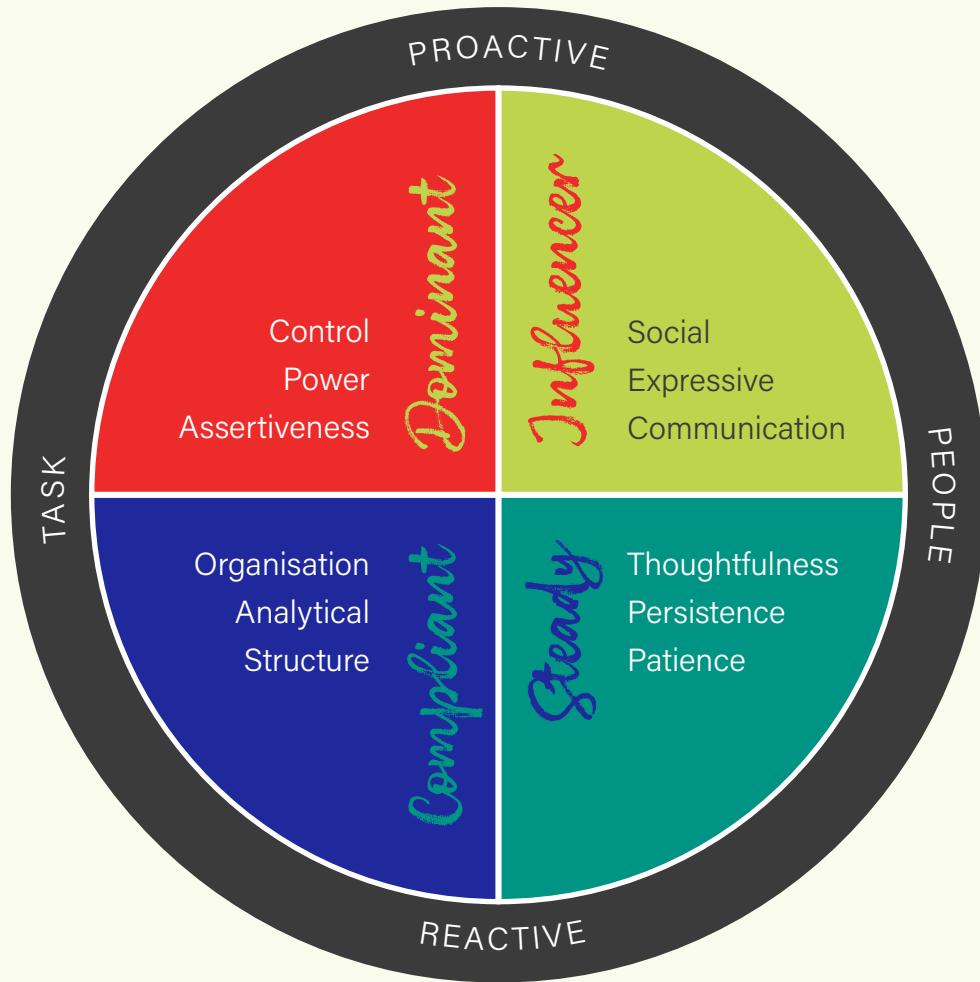 PROACTIVE
Dominant
Control
Power
Assertiveness
Influencer
Social
Expressive
Communication
TASK
PEOPLE
Compliant
Organisation
Analytical
Structure
Steady
Thoughtfulness
Persistence
Patience
REACTIVE